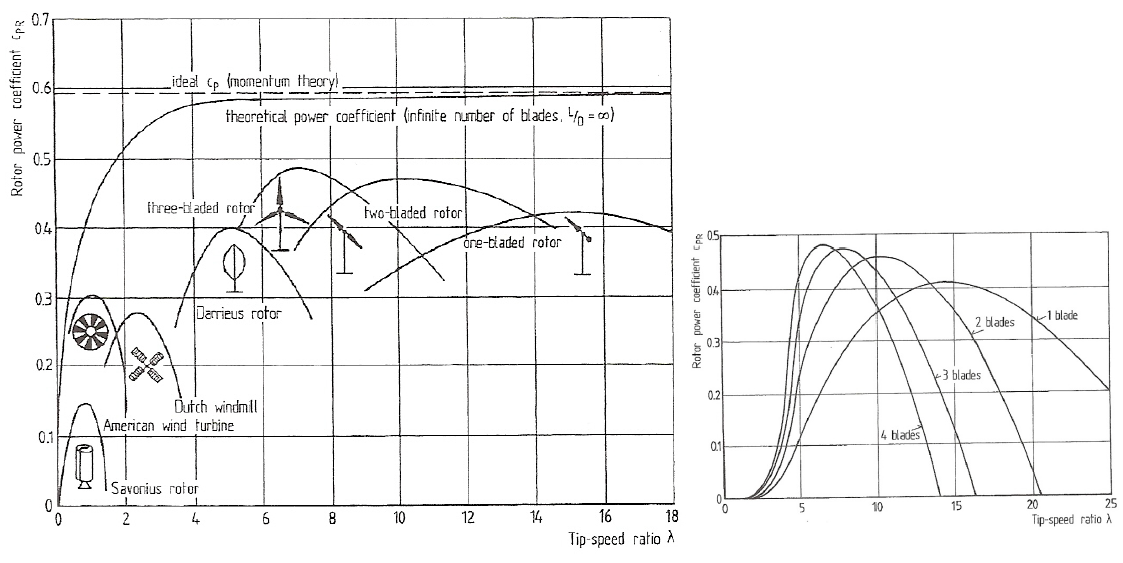 Rotor power coefficient cPR
0.7
0.6
0.5
0.4
0.3
0.2
0.1
0
ideal cP (momentum theory)
theoretical power coefficient (infinite number of blades, L/D = ∞)
three-bladed rotor
two-bladed rotor
one-bladed rotor
Darrieus rotor
Dutch windmill
American wind turbine
Savonius rotor
0 2 4 6 8 10 12 14 16 18
Tip-speed ratio λ
Rotor power coefficient cPR
0.5
0.4
0.3
0.2
0.1
0
1 blade
2 blades
3 blades
4 blades
0 5 10 15 20 25
Tip-speed ratio λ